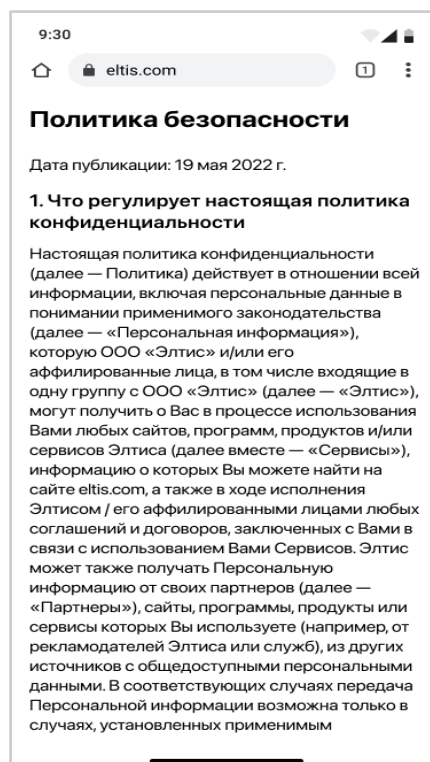 9:30
eltis.com
1
Политика безопасности
Дата публикации: 19 мая 2022 г.
1. Что регулирует настоящая политика
конфиденциальности
Настоящая политика конфиденциальности
(далее — Политика) действует в отношении всей
информации, включая персональные данные в
понимании применимого законодательства
(далее — «Персональная информация»),
которую ООО «Элтис» и/или его
аффилированные лица, в том числе входящие в
одну группу с ООО «Элтис» (далее — «Элтис»),
могут получить о Вас в процессе использования
Вами любых сайтов, программ, продуктов и/или
сервисов Элтиса (далее вместе — «Сервисы»),
информацию о которых Вы можете найти на
сайте eltis.com, а также в ходе исполнения
Элтисом / его аффилированными лицами любых
соглашений и договоров, заключенных с Вами в
связи с использованием Вами Сервисов. Элтис
может также получать Персональную
информацию от своих партнеров (далее —
«Партнеры»), сайты, программы, продукты или
сервисы которых Вы используете (например, от
рекламодателей Элтиса или служб), из других
источников с общедоступными персональными
данными. В соответствующих случаях передача
Персональной информации возможна только в
случаях, установленных применимым